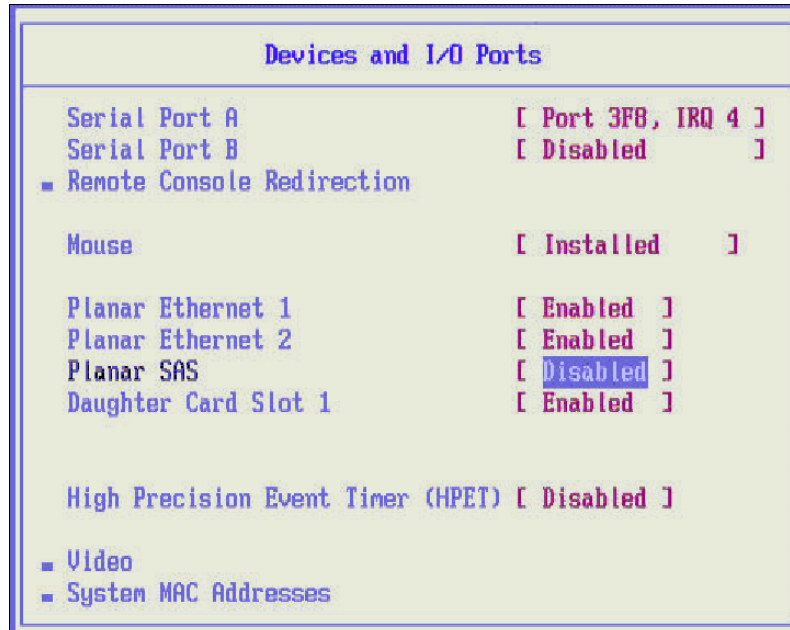 Devices and I/O Ports
Serial Port A [ Port 3F8, IRQ 4 ]
Serial Port B [ Disabled ]
Remote Console Redirection
Mouse [ Installed ]
Planar Ethernet 1 [ Enabled ]
Planar Ethernet 2 [ Enabled ]
Planar SAS [ Disabled ]
Daughter Card Slot 1 [ Enabled ]
High Precision Event Timer (HPET) [ Disabled ]
Video
System MAC Addresses